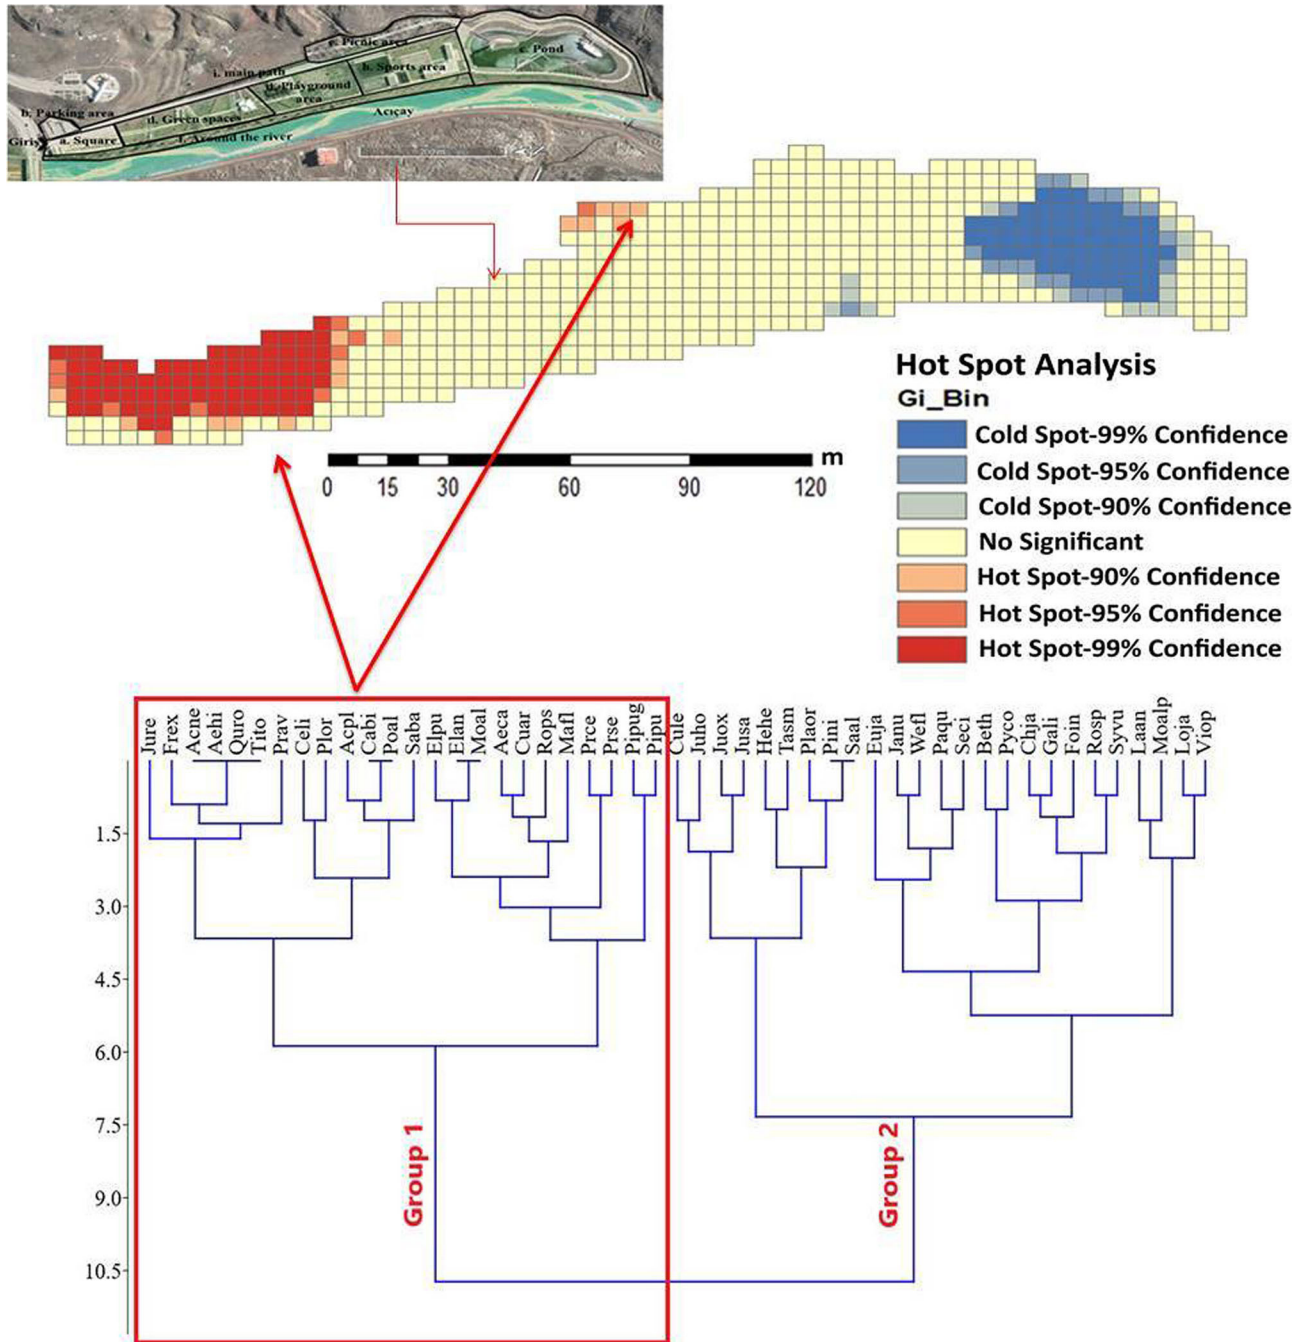 e. Picnic area
c. Pond
h. Sports area
i. main path
g. Playground
area
b. Parking area
d. Green spaces
Acıçay
Giriş
a. Square
f. Around the river
Hot Spot Analysis
Gi_Bin
Cold Spot-99% Confidence
Cold Spot-95% Confidence
Cold Spot-90% Confidence
No Significant
Hot Spot-90% Confidence
Hot Spot-95% Confidence
Hot Spot-99% Confidence
m
0 15 30 60 90 120
Jure Frex Acne Aehi Quro Tito Prav Celi Plor Acpl Cabi Poal Saba Elpu Elan Moal Aeca Cuar Rops Mafl Prce Prse Pipug Pipu Cule Juho Juox Jusa Hehe Tasm Plaor Pini Saal Euja Janu Wefl Paqu Seci Beth Pyco Chja Gali Foin Rosp Syvu Laan Moalp Loja Viop
1.5
3.0
4.5
6.0
7.5
9.0
10.5
Group 1
Group 2